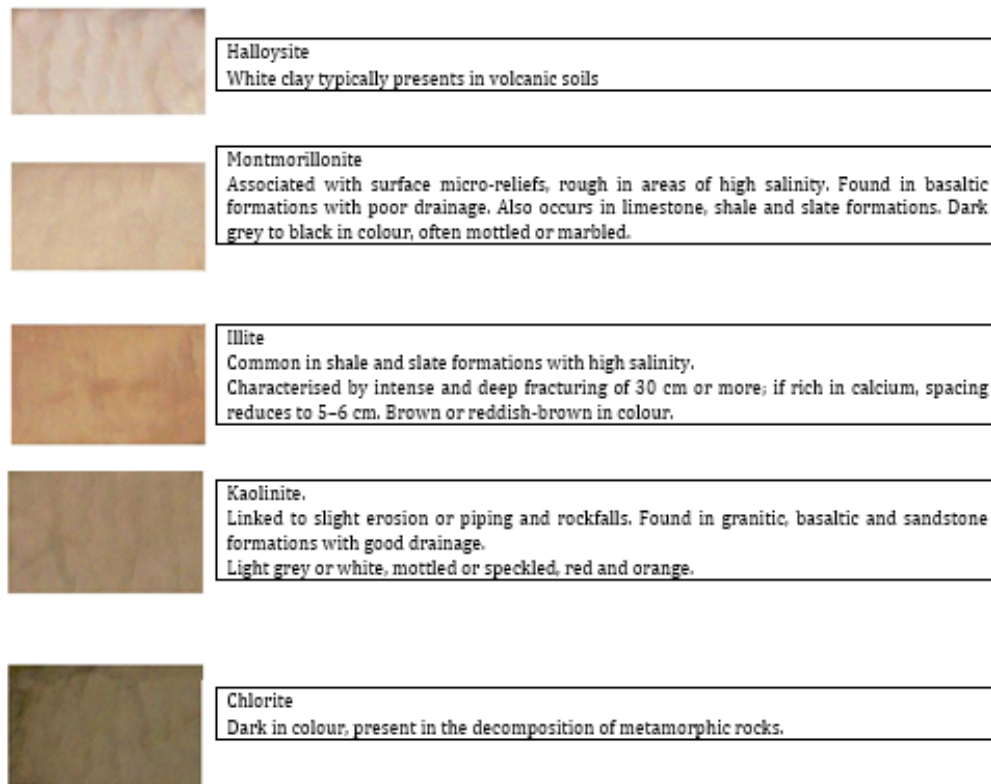 Halloysite
White clay typically presents in volcanic soils
Montmorillonite
Associated with surface micro-reliefs, rough in areas of high salinity. Found in basaltic
formations with poor drainage. Also occurs in limestone, shale and slate formations. Dark
grey to black in colour, often mottled or marbled.
Illite
Common in shale and slate formations with high salinity.
Characterised by intense and deep fracturing of 30 cm or more; if rich in calcium, spacing
reduces to 5–6 cm. Brown or reddish-brown in colour.
Kaolinite.
Linked to slight erosion or piping and rockfalls. Found in granitic, basaltic and sandstone
formations with good drainage.
Light grey or white, mottled or speckled, red and orange.
Chlorite
Dark in colour, present in the decomposition of metamorphic rocks.